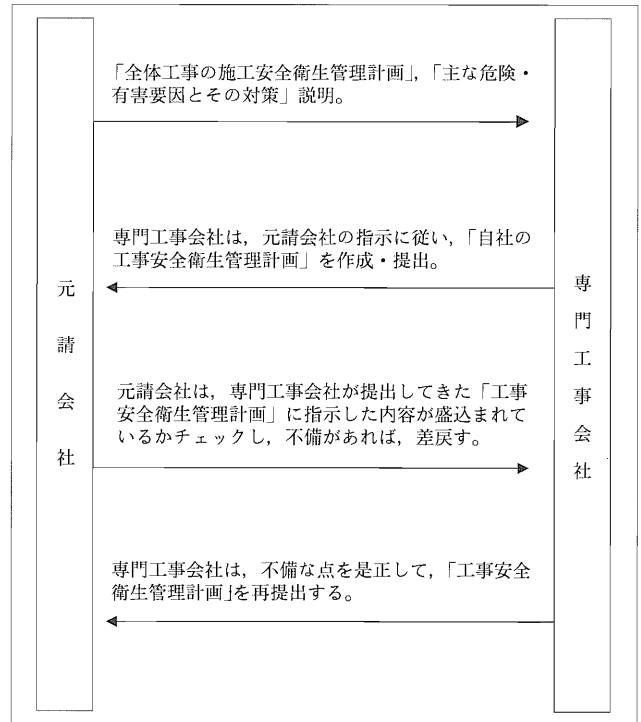 「全体工事の施工安全衛生管理計画」，「主な危険・
有害要因とその対策」説明。
専門工事会社は，元請会社の指示に従い，「自社の
工事安全衛生管理計画」を作成・提出。
元請会社
専門工事会社
元請会社は，専門工事会社が提出してきた「工事
安全衛生管理計画」に指示した内容が盛込まれて
いるかチェックし，不備があれば，差戻す。
専門工事会社は，不備な点を是正して，「工事安全
衛生管理計画」を再提出する。